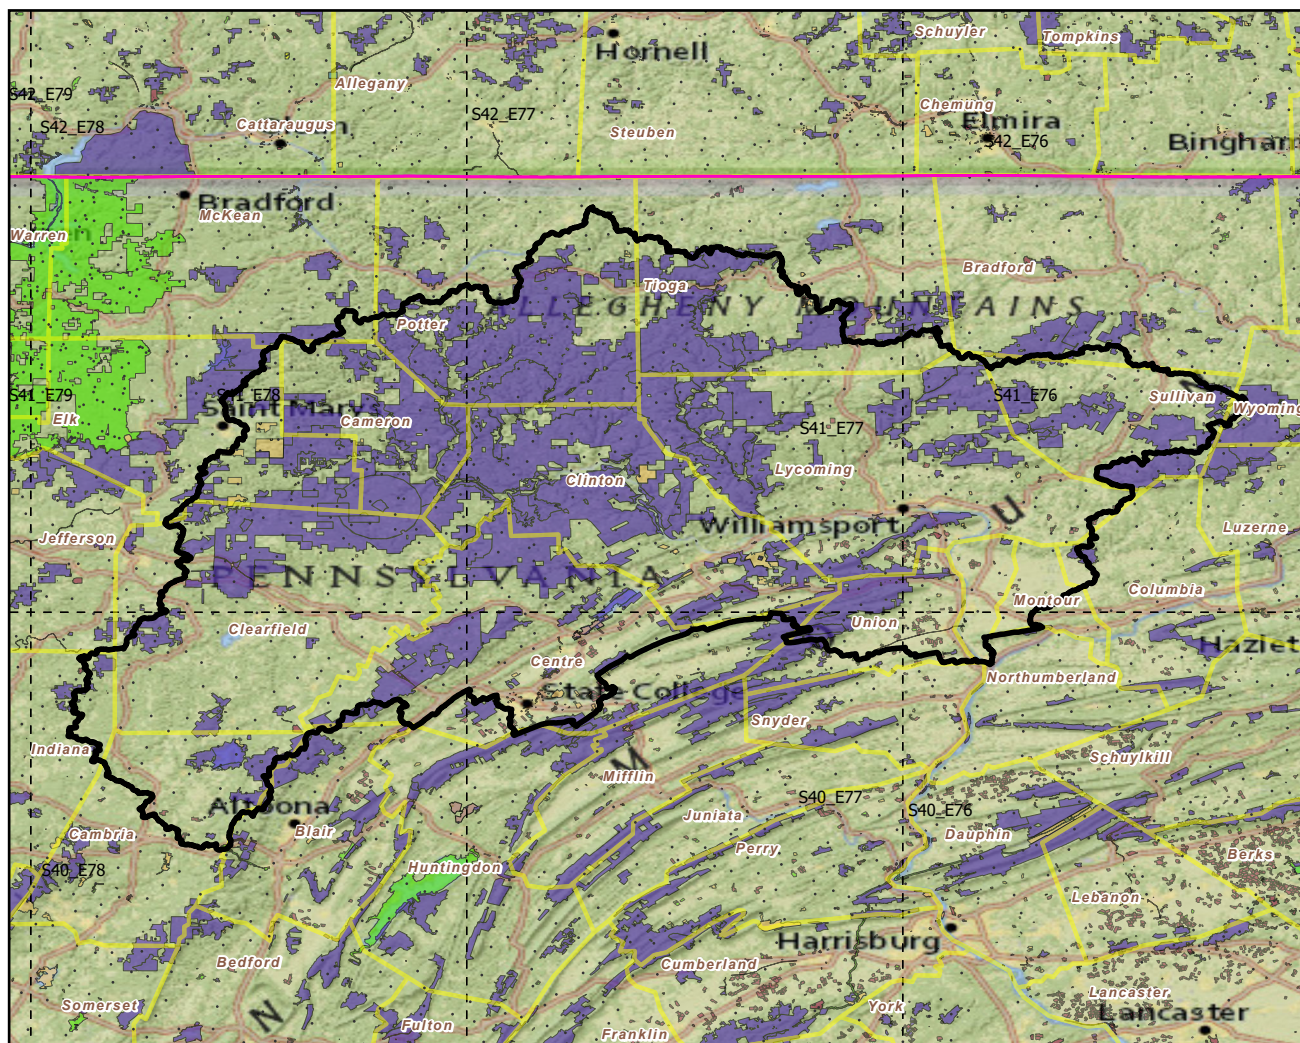 Schuyler
Tompkins
Hornell
Allegany
S42_E79
S42_E78
S42_E77
Cattaraugus
Steuben
Chemung
Elmira
S42_E76
Bingham
Bradford
McKean
Warren
Bradford
Tioga
ALLEGHENY MOUNTAINS
Potter
S41_E79
S41_E78
S41_E76
Sullivan
Wyoming
Saint Marys
Elk
Cameron
S41_E77
Lycoming
Clinton
Williamsport
U
Jefferson
Luzerne
PENNSYLVANIA
Columbia
Montour
Clearfield
Union
Hazlet
Centre
State College
Northumberland
Snyder
Indiana
Schuylkill
M
Mifflin
S40_E77
S40_E76
Altoona
Juniata
Cambria
Blair
Dauphin
Perry
Berks
Huntingdon
S40_E78
Lebanon
Harrisburg
Bedford
Cumberland
Lancaster
Somerset
N
York
Lancaster
Fulton
Franklin